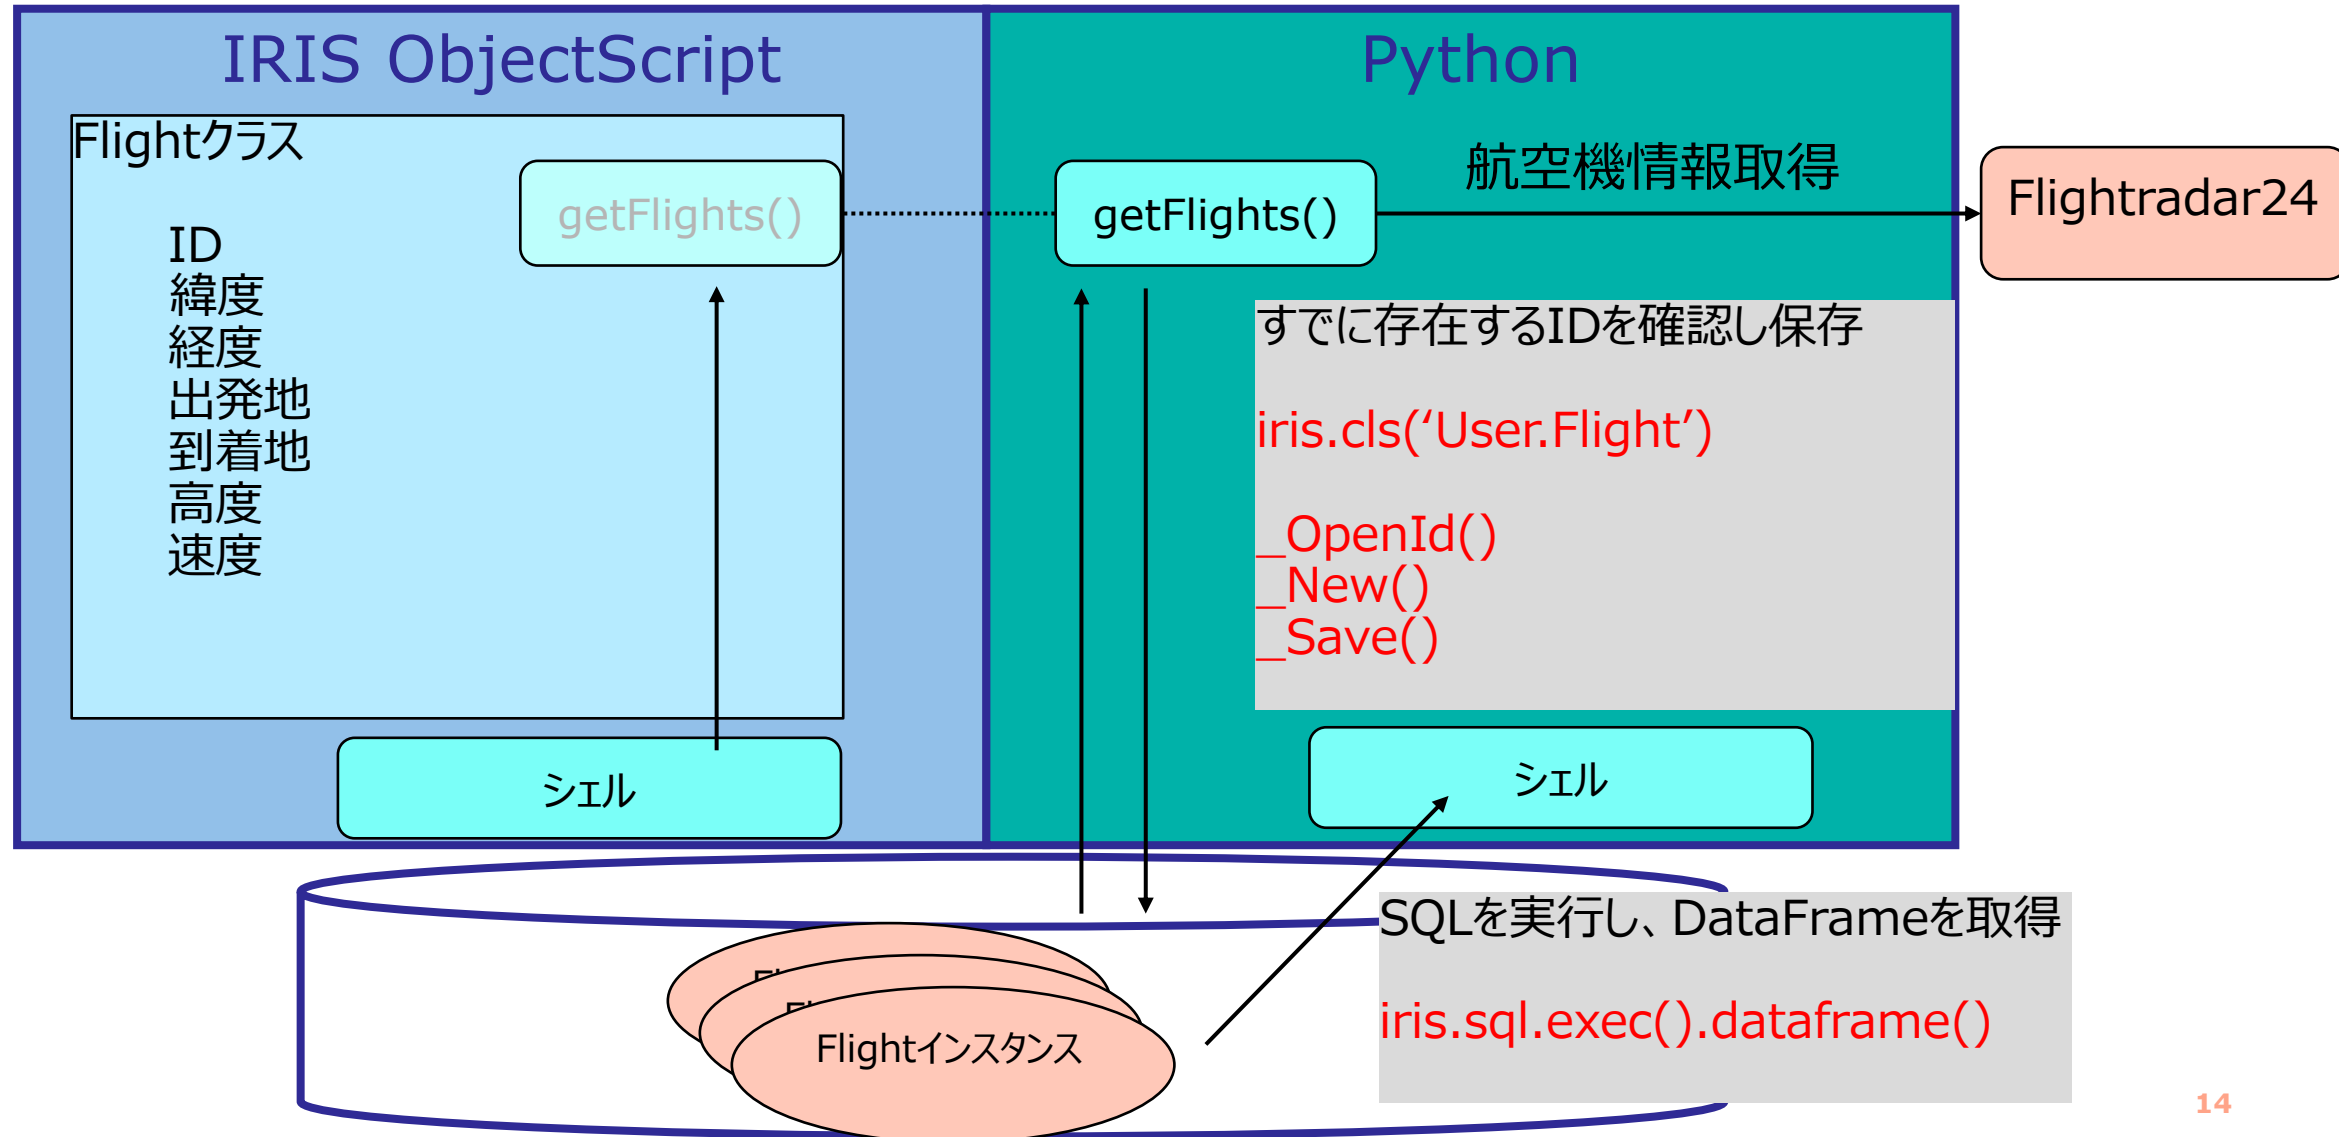 IRIS ObjectScript
Python
Flightクラス
getFlights()
ID
緯度
経度
出発地
到着地
高度
速度
シェル
getFlights()
航空機情報取得
Flightradar24
すでに存在するIDを確認し保存
iris.cls(‘User.Flight’)
_OpenId()
_New()
_Save()
シェル
Flightインスタンス
SQLを実行し、DataFrameを取得
iris.sql.exec().dataframe()
14